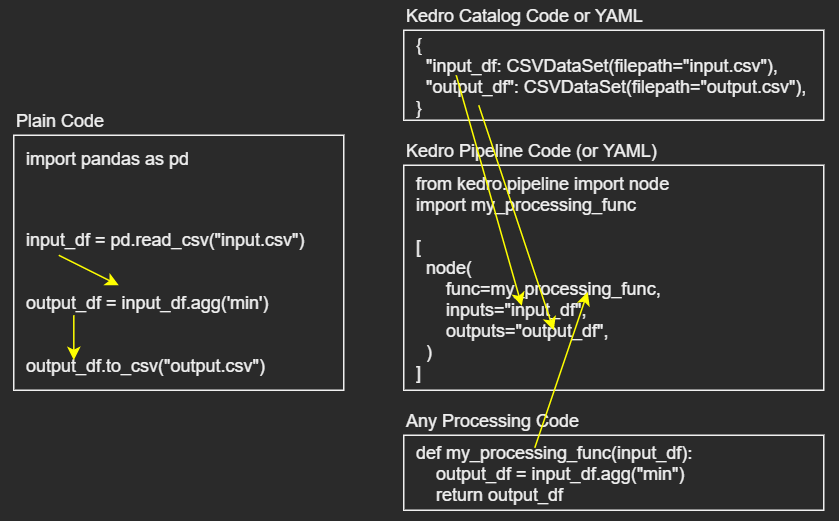 Plain Code
import pandas as pd
input_df = pd.read_csv("input.csv")
output_df = input_df.agg('min')
output_df.to_csv("output.csv")
Kedro Catalog Code or YAML
{
"input_df: CSVDataSet(filepath="input.csv"),
"output_df": CSVDataSet(filepath="output.csv"),
}
Kedro Pipeline Code (or YAML)
from kedro.pipeline import node
import my_processing_func
[
node(
func=my_processing_func,
inputs="input_df",
outputs="output_df",
)
]
Any Processing Code
def my_processing_func(input_df):
output_df = input_df.agg("min")
return output_df